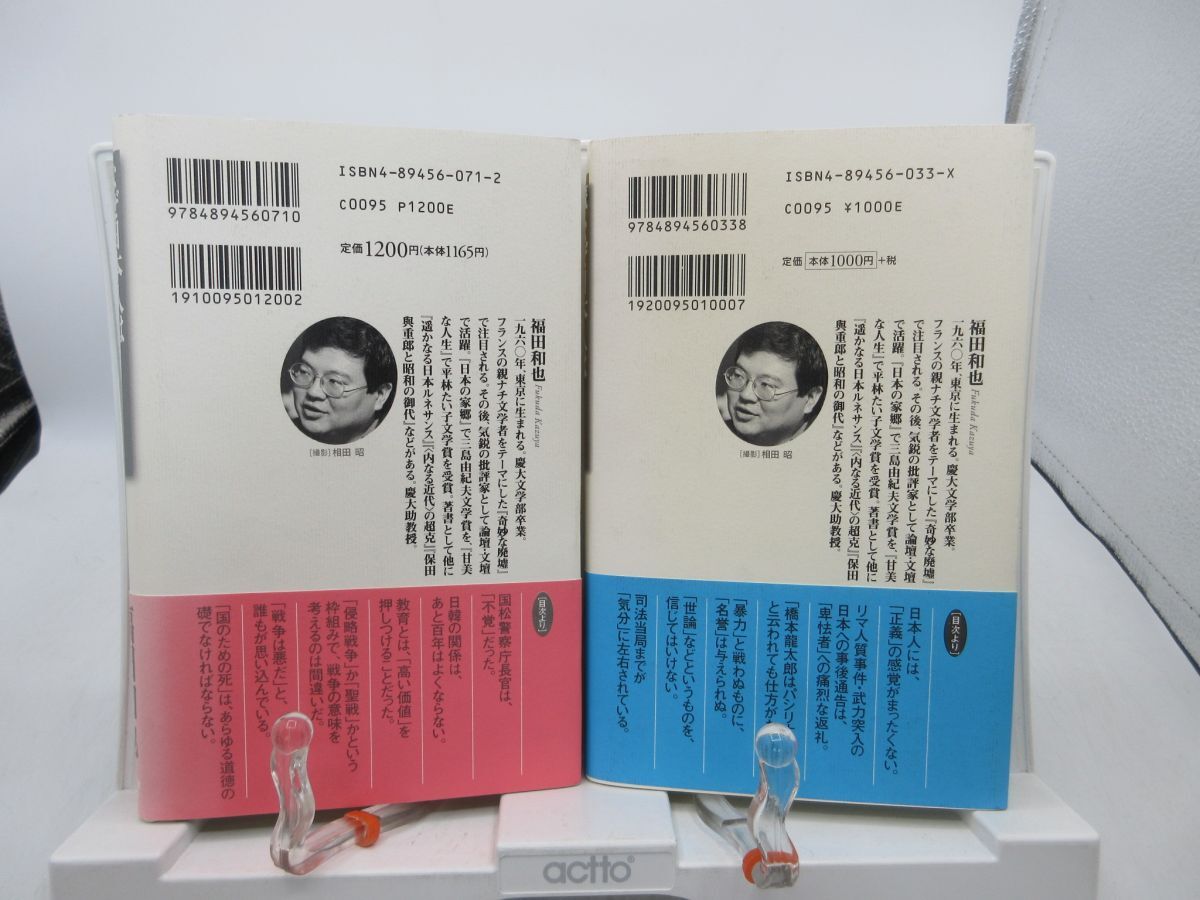 ISBN4-89456-071-2
9784894560710
C0095 P1200E
定価1200円(本体1165円)
1910095012002
福田和也 Fukuda Kazuya
一九六〇年、東京に生まれる。慶大文学部卒業。
フランスの親ナチ文学者をテーマにした『奇妙な廃墟』
で注目される。その後、気鋭の批評家として論壇・文壇
で活躍。『日本の家郷』で三島由紀夫文学賞を、『甘美
な人生』で平林たい子文学賞を受賞。著書として他に
『遥かなる日本ルネサンス』『〈内なる近代〉の超克』『保田
與重郎と昭和の御代』などがある。慶大助教授。
[撮影]相田 昭
[目次より]
国松警察庁長官は、
「不覚」だった。
日韓の関係は、
あと百年はよくならない。
教育とは、「高い価値」を
押しつけることだった。
「侵略戦争」か「聖戦」かという
枠組みで、戦争の意味を
考えるのは間違いだ。
「戦争は悪だ」と、
誰もが思い込んでいる。
「国のための死」は、あらゆる道徳の
礎でなければならない。
ISBN4-89456-033-X
9784894560338
C0095 ¥1000E
定価 本体1000円+税
1920095010007
福田和也 Fukuda Kazuya
一九六〇年、東京に生まれる。慶大文学部卒業。
フランスの親ナチ文学者をテーマにした『奇妙な廃墟』
で注目される。その後、気鋭の批評家として論壇・文壇
で活躍。『日本の家郷』で三島由紀夫文学賞を、『甘美
な人生』で平林たい子文学賞を受賞。著書として他に
『遥かなる日本ルネサンス』『〈内なる近代〉の超克』『保田
與重郎と昭和の御代』などがある。慶大助教授。
[撮影]相田 昭
[目次より]
日本人には、
「正義」の感覚がまったくない。
リマ人質事件・武力突入の
日本への事後通告は、
「卑怯者」への痛烈な返礼。
「橋本龍太郎はパシリ
と云われても仕方が
「暴力」と戦わぬものに、
「名誉」は与えられぬ。
「世論」などというものを、
信じてはいけない。
司法当局までが
「気分」に左右されている。
actto